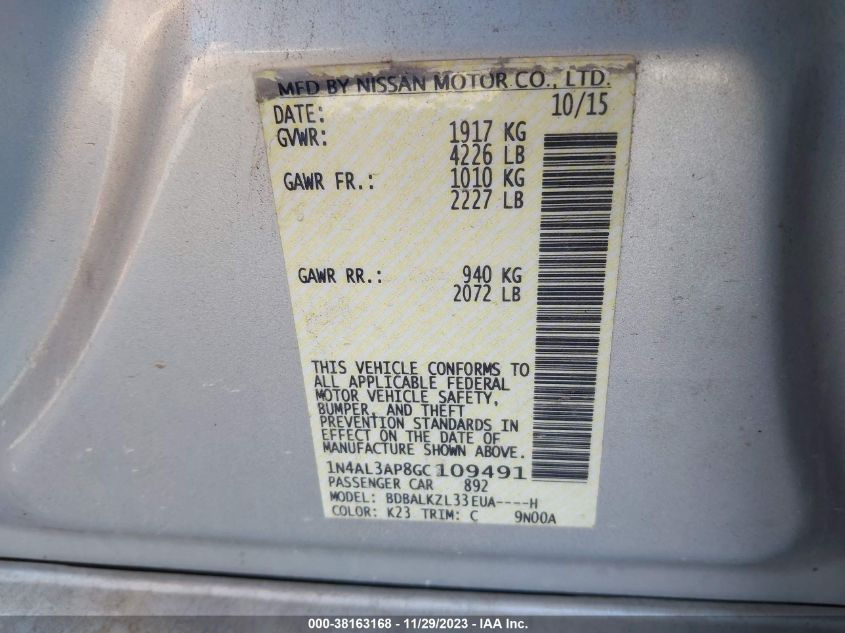 MFD BY NISSAN MOTOR CO., LTD.
DATE: 10/15
GVWR: 1917 KG
4226 LB
GAWR FR.: 1010 KG
2227 LB
GAWR RR.: 940 KG
2072 LB
THIS VEHICLE CONFORMS TO
ALL APPLICABLE FEDERAL
MOTOR VEHICLE SAFETY,
BUMPER, AND THEFT
PREVENTION STANDARDS IN
EFFECT ON THE DATE OF
MANUFACTURE SHOWN ABOVE.
1N4AL3AP8GC109491
PASSENGER CAR 892
MODEL: BDBALKZL33EUA----H
COLOR: K23 TRIM: C 9N00A
000-38163168 - 11/29/2023 - IAA Inc.